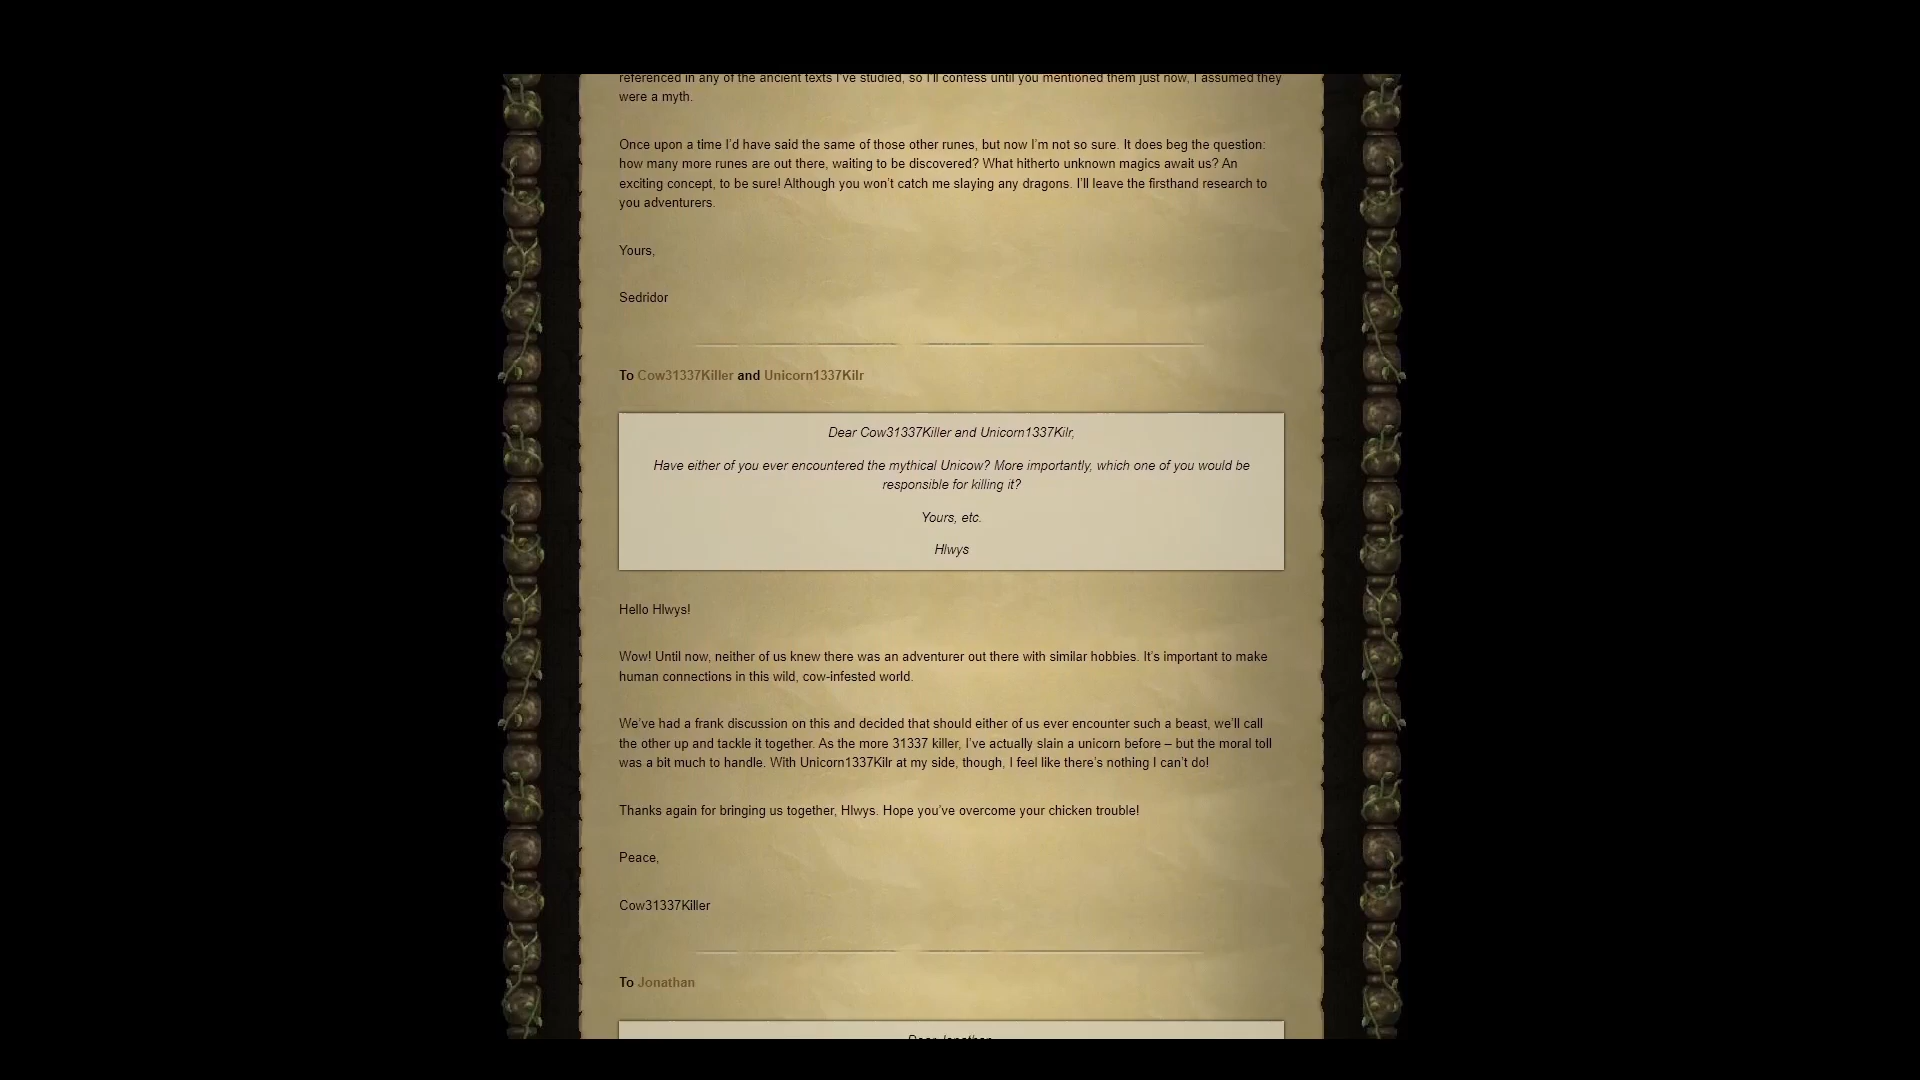 referenced in any of the ancient texts I've studied, so I'll confess until you mentioned them just now, I assumed they
were a myth.
Once upon a time I'd have said the same of those other runes, but now I'm not so sure. It does beg the question:
how many more runes are out there, waiting to be discovered? What hitherto unknown magics await us? An
exciting concept, to be sure! Although you won't catch me slaying any dragons. I'll leave the firsthand research to
you adventurers.
Yours,
Sedridor
To Cow31337Killer and Unicorn1337Kilr
Dear Cow31337Killer and Unicorn1337Kilr,
Have either of you ever encountered the mythical Unicow? More importantly, which one of you would be
responsible for killing it?
Yours, etc.
Hlwys
Hello Hlwys!
Wow! Until now, neither of us knew there was an adventurer out there with similar hobbies. It's important to make
human connections in this wild, cow-infested world.
We've had a frank discussion on this and decided that should either of us ever encounter such a beast, we'll call
the other up and tackle it together. As the more 31337 killer, I've actually slain a unicorn before – but the moral toll
was a bit much to handle. With Unicorn1337Kilr at my side, though, I feel like there's nothing I can't do!
Thanks again for bringing us together, Hlwys. Hope you've overcome your chicken trouble!
Peace,
Cow31337Killer
To Jonathan
Dear Jonathan